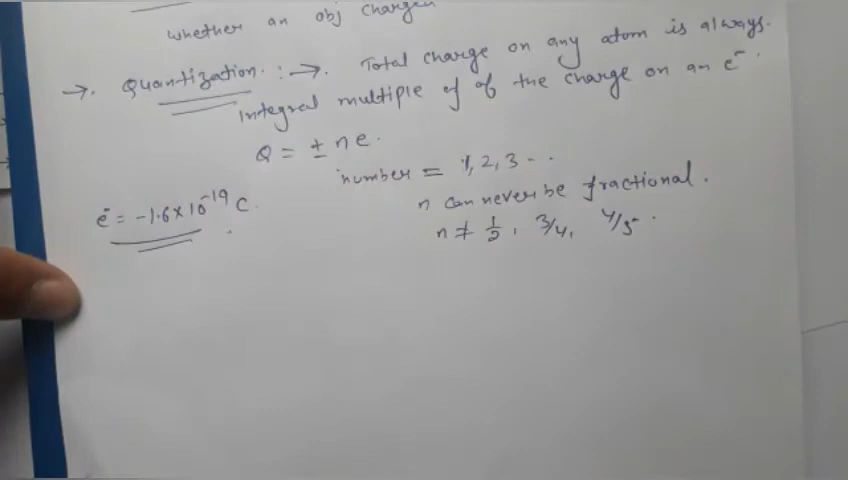 whether an obj charged
→. Quantization. :→. Total charge on any atom is always.
Integral multiple of of the charge on an e⁻.
Q = ± ne.
number = 1, 2, 3 - -
n can never be fractional.
e⁻ = -1.6×10⁻¹⁹ C.
n ≠ 1/2, 3/4, 4/5.